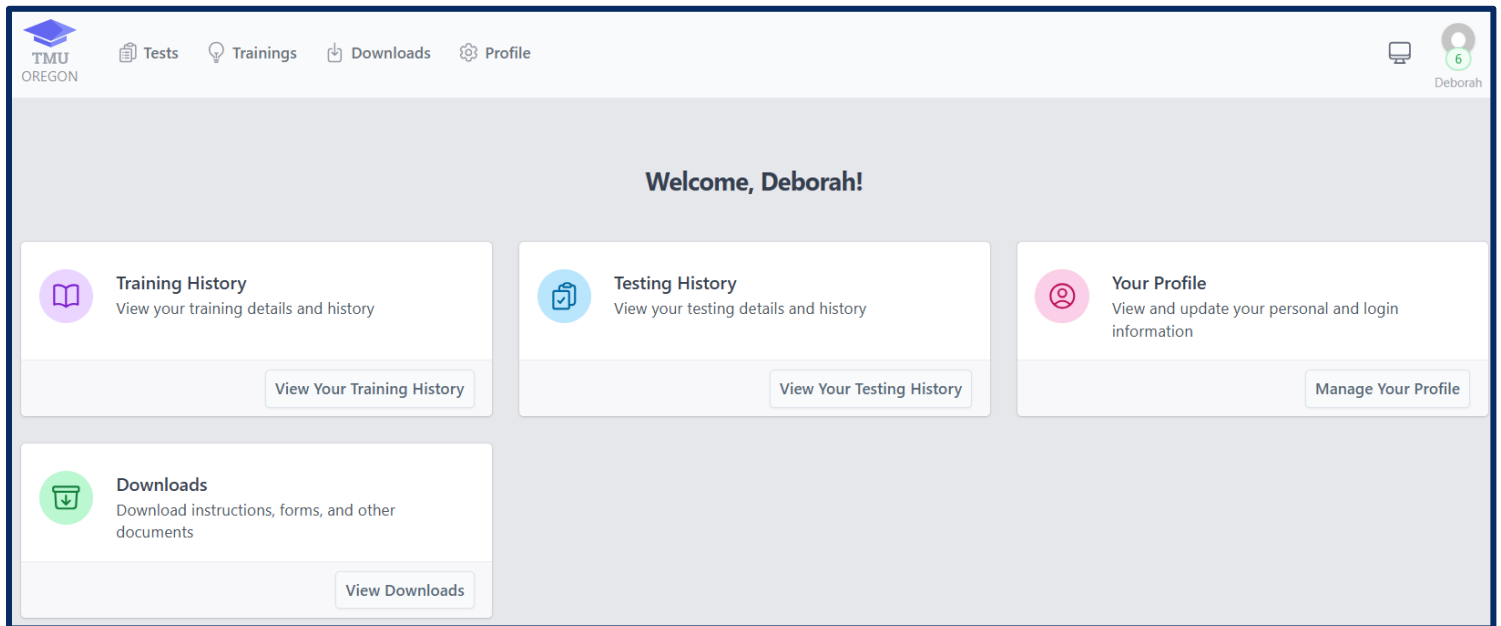 TMU
OREGON
Tests
Trainings
Downloads
Profile
6
Deborah
Welcome, Deborah!
Training History
View your training details and history
View Your Training History
Testing History
View your testing details and history
View Your Testing History
Your Profile
View and update your personal and login
information
Manage Your Profile
Downloads
Download instructions, forms, and other
documents
View Downloads